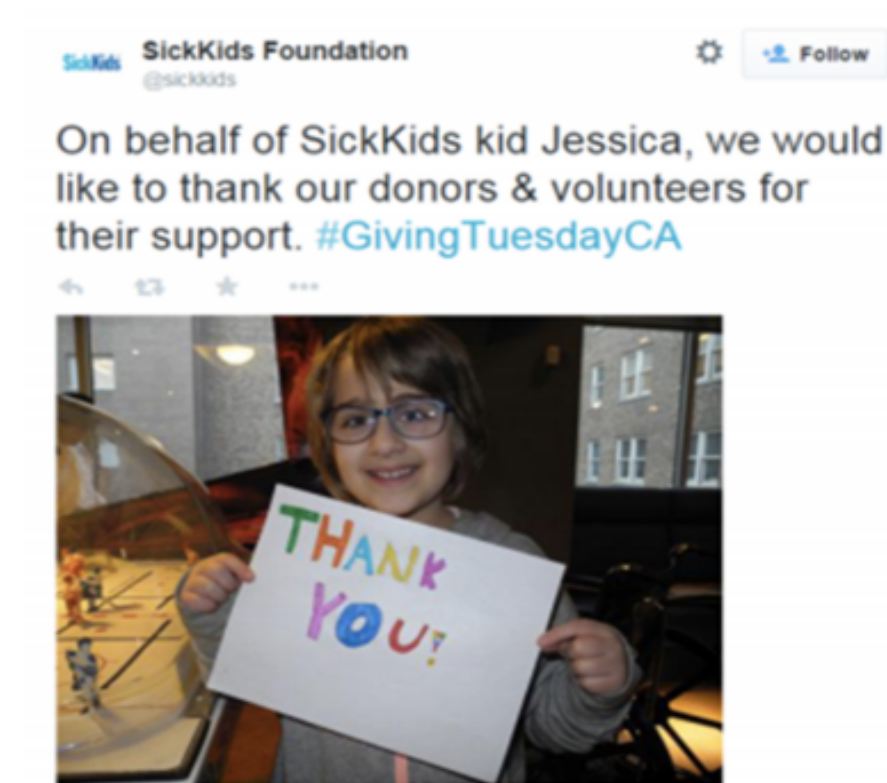 SickKids
SickKids Foundation
@sickkids
Follow
On behalf of SickKids kid Jessica, we would
like to thank our donors & volunteers for
their support. #GivingTuesdayCA
THANK
YOU!